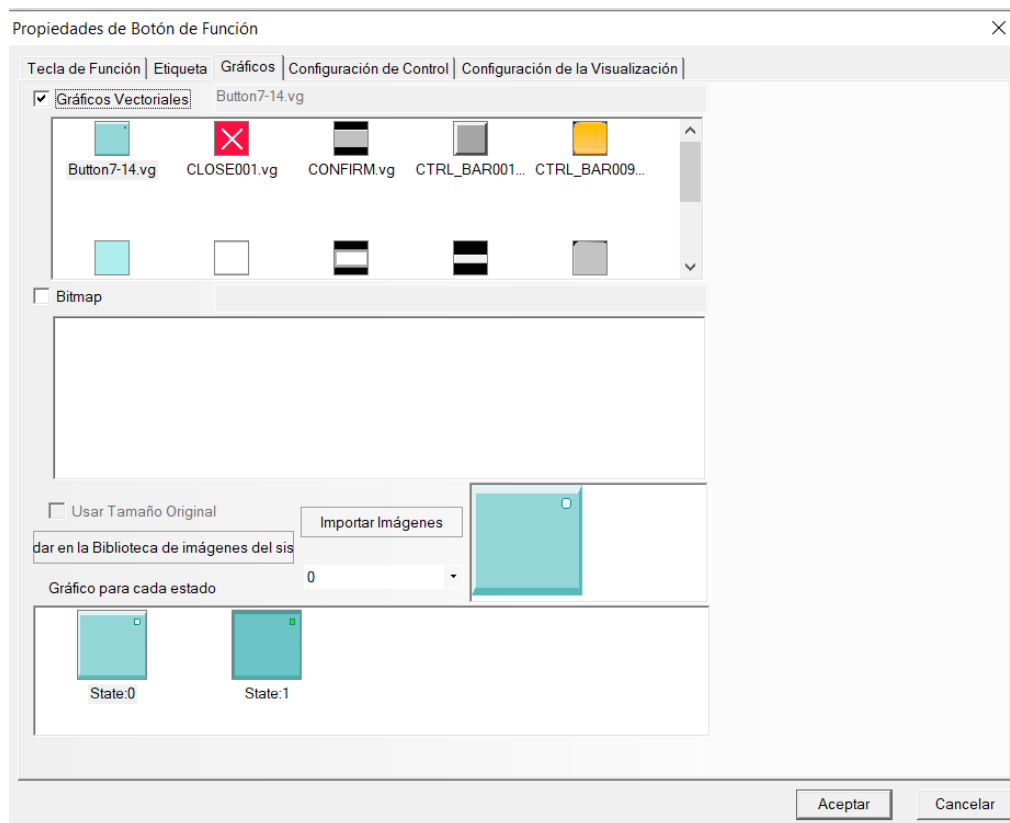 Propiedades de Botón de Función
Tecla de Función Etiqueta Gráficos Configuración de Control Configuración de la Visualización
Gráficos Vectoriales Button7-14.vg
Button7-14.vg CLOSE001.vg CONFIRM.vg CTRL_BAR001... CTRL_BAR009...
Bitmap
Usar Tamaño Original
Importar Imágenes
dar en la Biblioteca de imágenes del sis
0
Gráfico para cada estado
State:0 State:1
Aceptar Cancelar